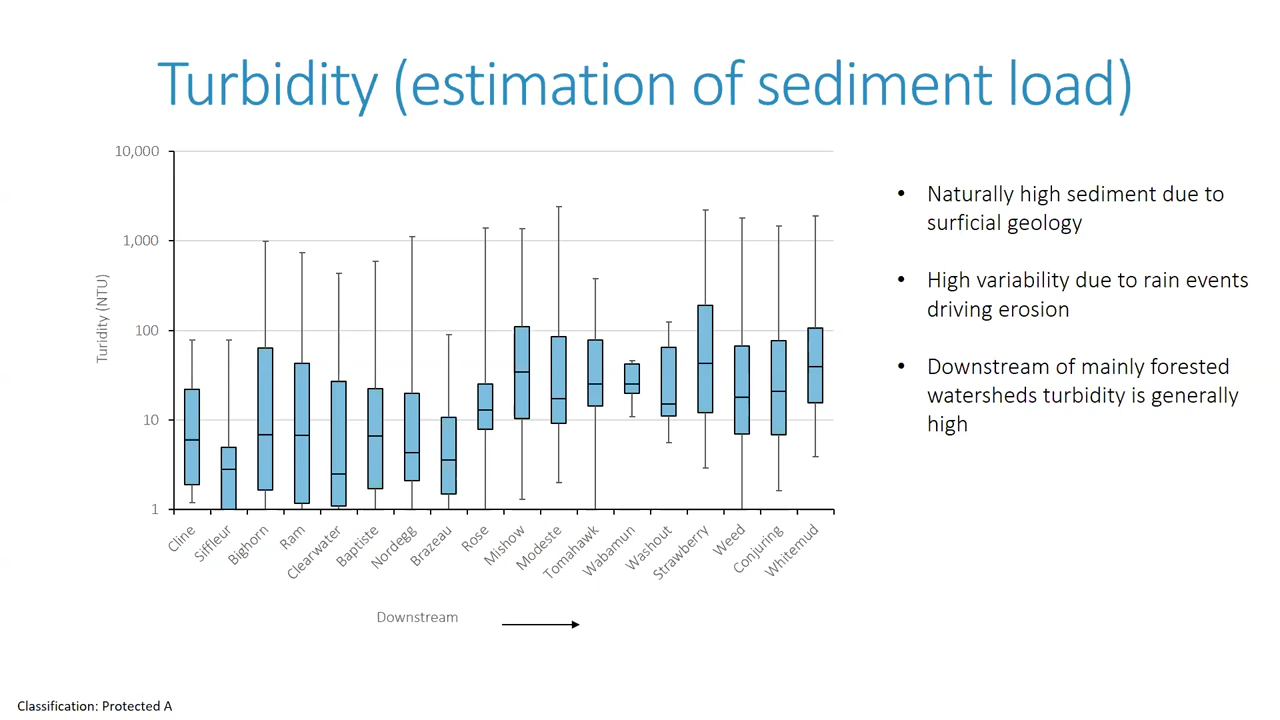 Turbidity (estimation of sediment load)
10,000
1,000
100
10
1
Turidity (NTU)
Cline
Siffleur
Bighorn
Ram
Clearwater
Baptiste
Nordegg
Brazeau
Rose
Mishow
Modeste
Tomahawk
Wabamun
Washout
Strawberry
Weed
Conjuring
Whitemud
Downstream
• Naturally high sediment due to
surficial geology
• High variability due to rain events
driving erosion
• Downstream of mainly forested
watersheds turbidity is generally
high
Classification: Protected A